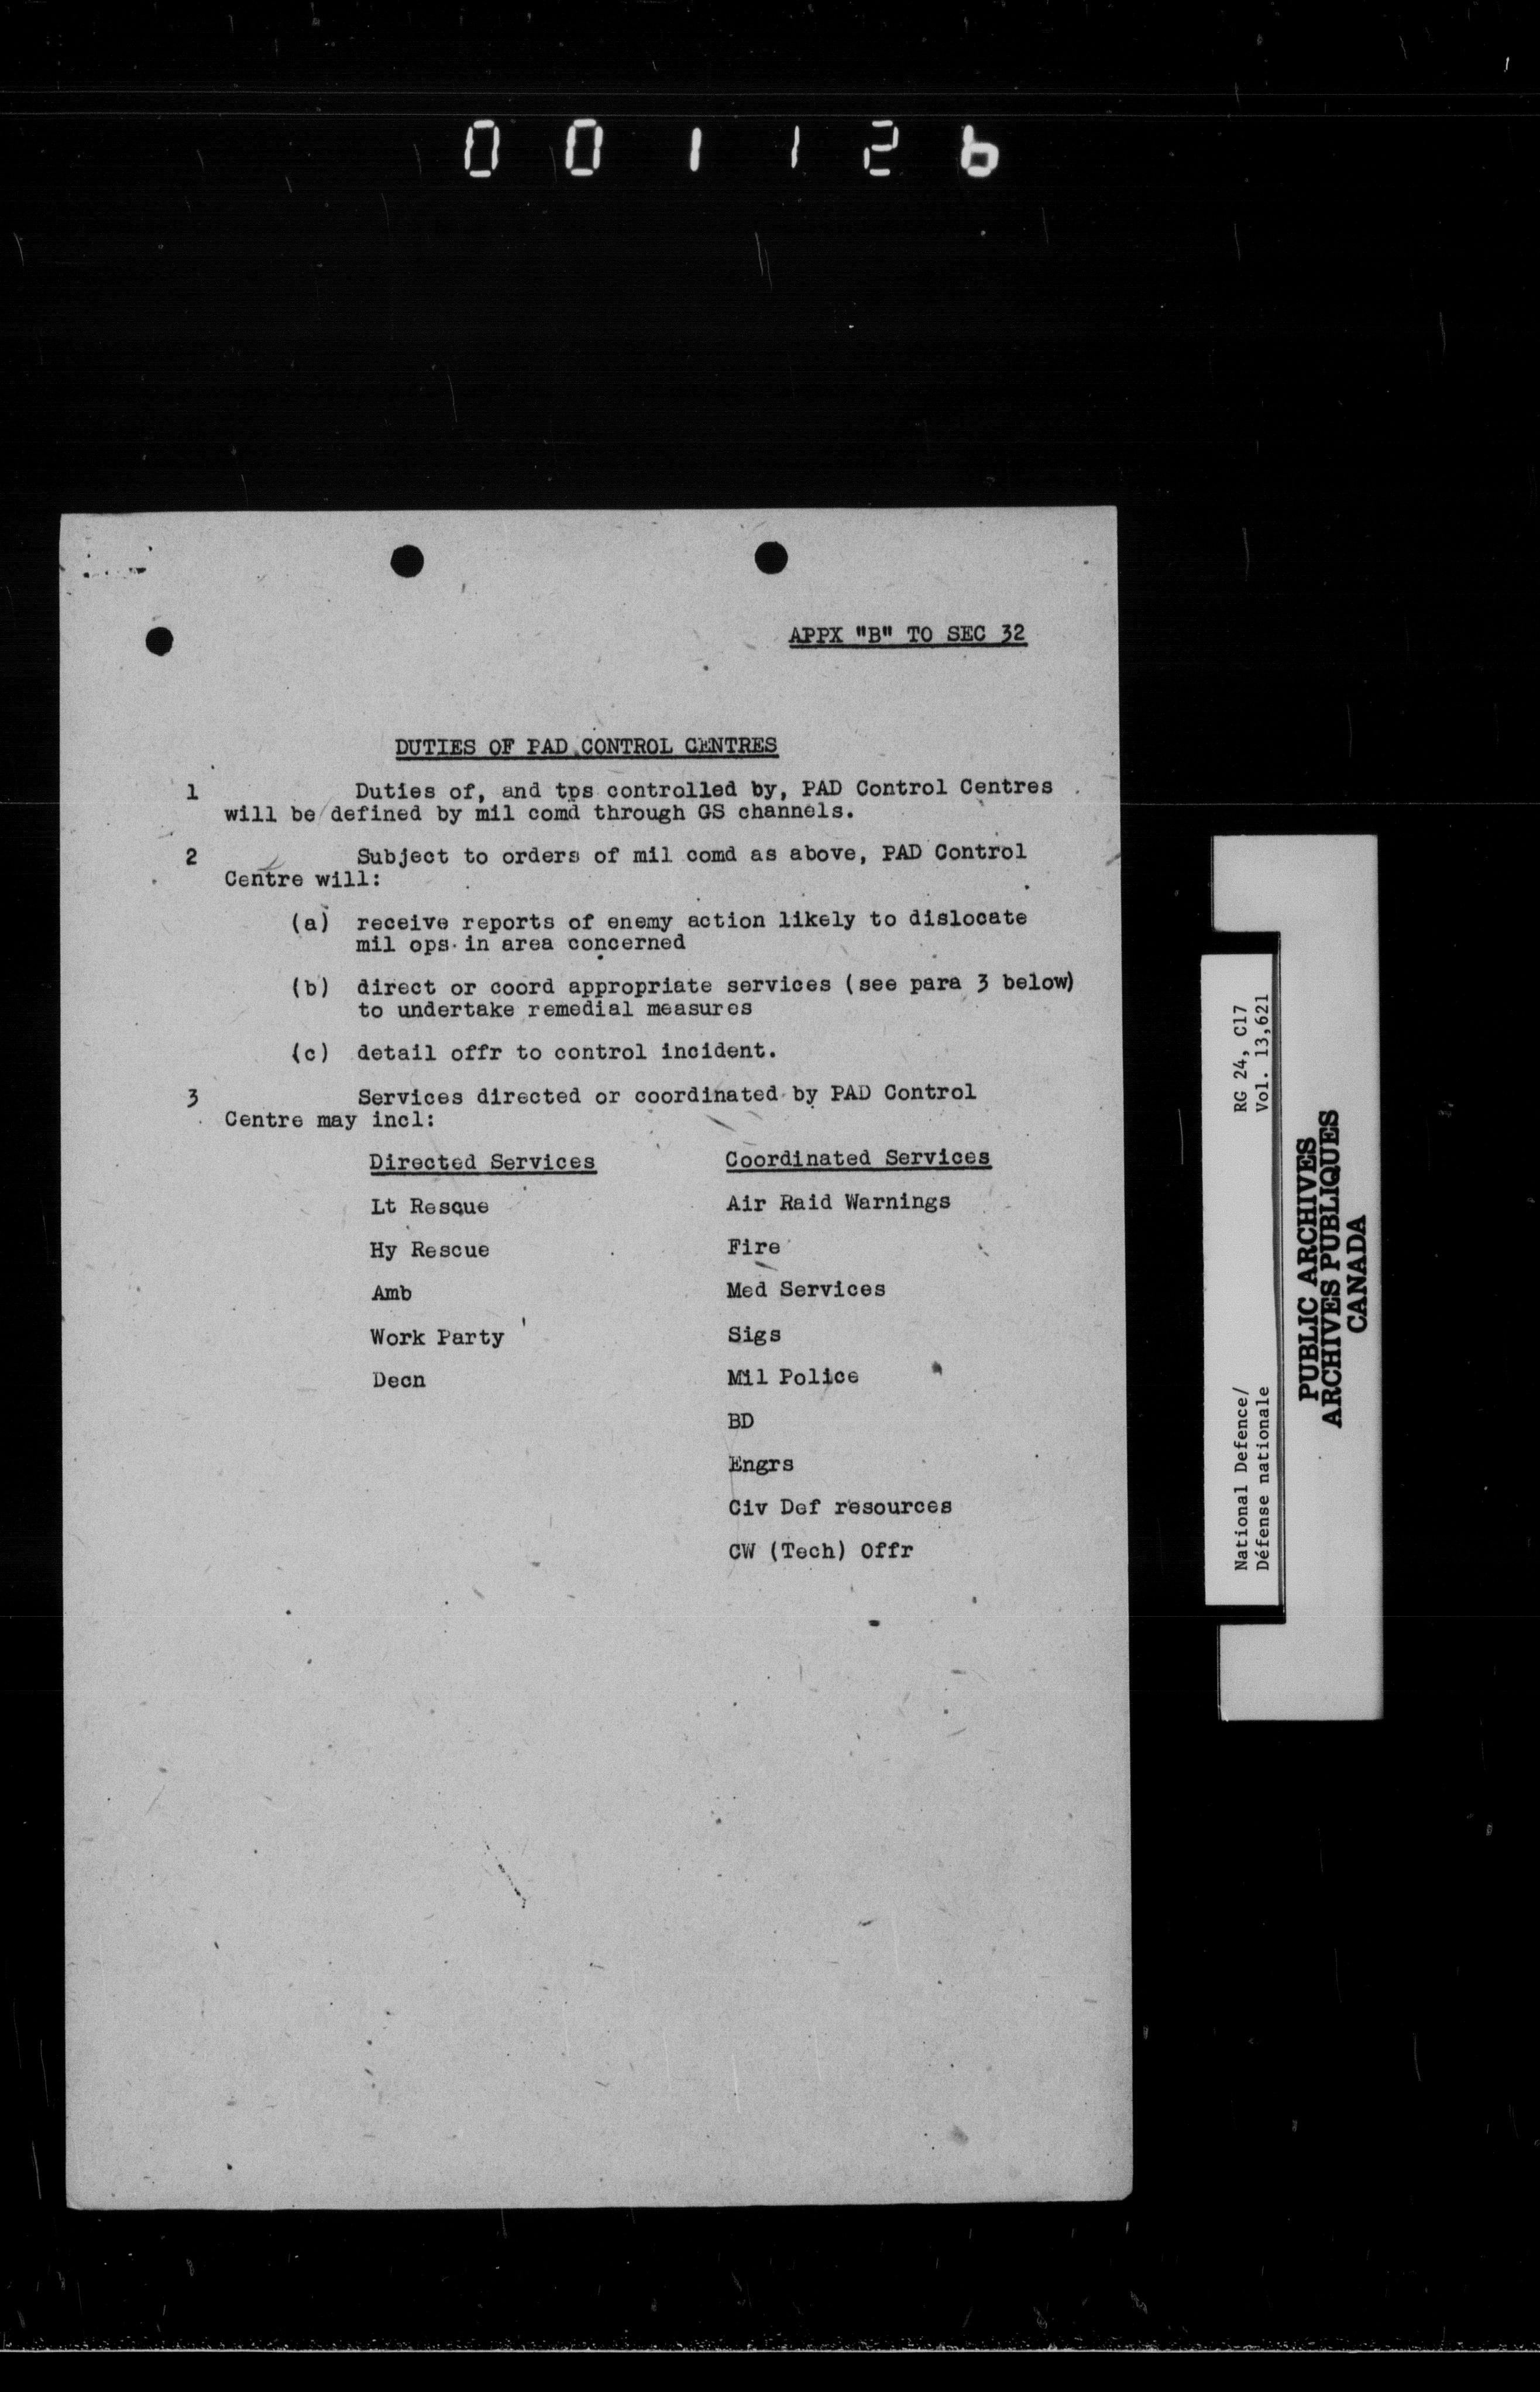 001126
APPX "B" TO SEC 32
DUTIES OF PAD CONTROL CENTRES
1 Duties of, and tps controlled by, PAD Control Centres
will be defined by mil comd through GS channels.
2 Subject to orders of mil comd as above, PAD Control
Centre will:
(a) receive reports of enemy action likely to dislocate
mil ops in area concerned
(b) direct or coord appropriate services (see para 3 below)
to undertake remedial measures
(c) detail offr to control incident.
3 Services directed or coordinated by PAD Control
Centre may incl:
Directed Services Coordinated Services
Lt Rescue Air Raid Warnings
Hy Rescue Fire
Amb Med Services
Work Party Sigs
Decn Mil Police
BD
Engrs
Civ Def resources
CW (Tech) Offr
National Defence/ RG 24, C17
Défense nationale Vol. 13,621
PUBLIC ARCHIVES
ARCHIVES PUBLIQUES
CANADA